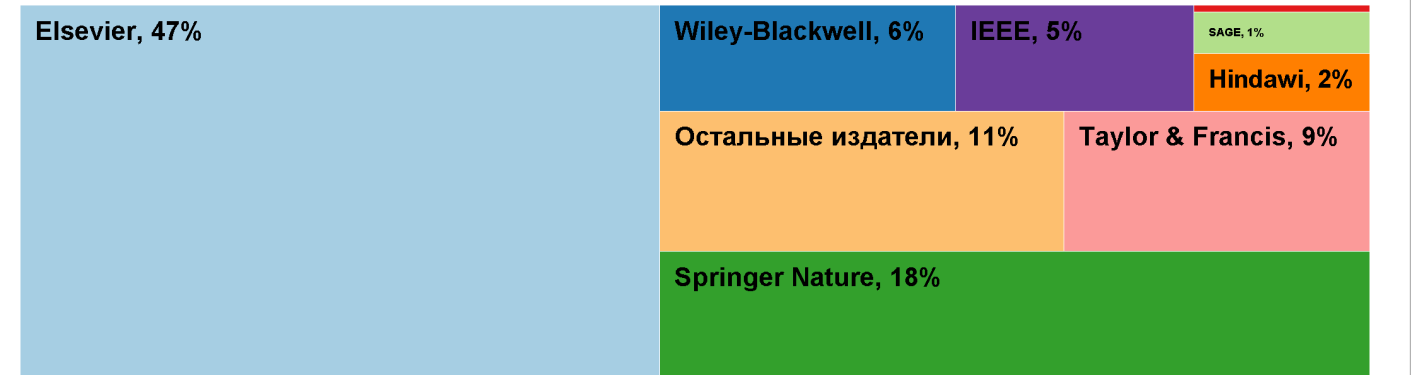 Elsevier, 47%
Wiley-Blackwell, 6%
IEEE, 5%
SAGE, 1%
Hindawi, 2%
Остальные издатели, 11%
Taylor & Francis, 9%
Springer Nature, 18%